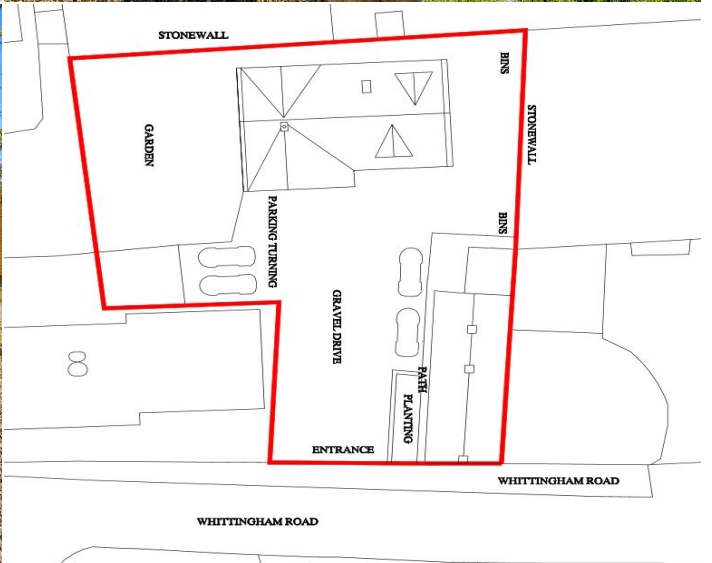 STONEWALL
BINS
STONEWALL
GARDEN
BINS
PARKING TURNING
GRAVEL DRIVE
PATH
PLANTING
ENTRANCE
WHITTINGHAM ROAD
WHITTINGHAM ROAD